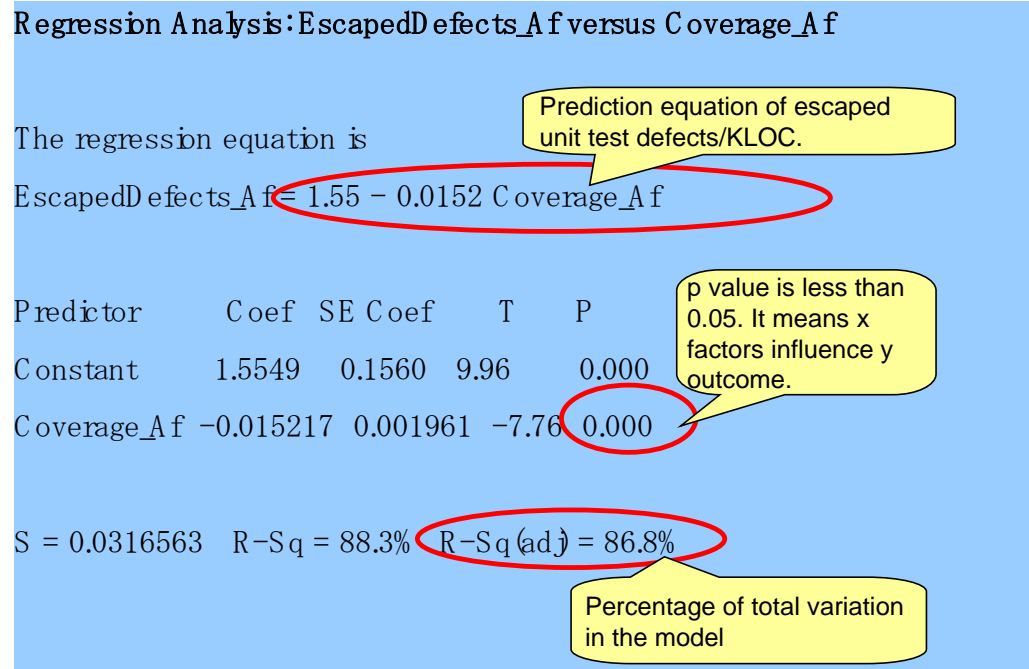 Regression Analysis: EscapedDefects_Af versus Coverage_Af
Prediction equation of escaped
unit test defects/KLOC.
The regression equation is
EscapedDefects_Af = 1.55 - 0.0152 Coverage_Af
p value is less than
0.05. It means x
factors influence y
outcome.
Predictor Coef SE Coef T P
Constant 1.5549 0.1560 9.96 0.000
Coverage_Af -0.015217 0.001961 -7.76 0.000
S = 0.0316563 R-Sq = 88.3% R-Sq(adj) = 86.8%
Percentage of total variation
in the model